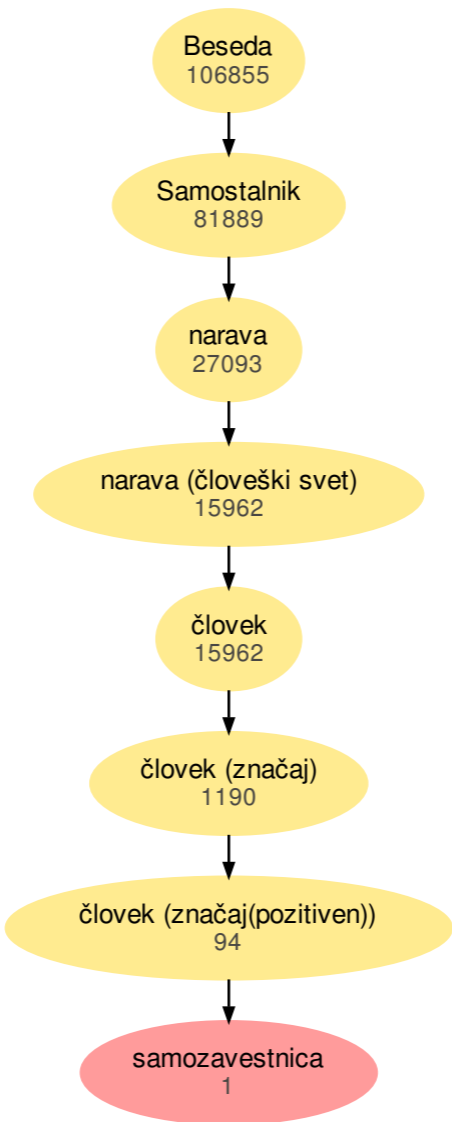 Beseda
106855
Samostalnik
81889
narava
27093
narava (človeški svet)
15962
človek
15962
človek (značaj)
1190
človek (značaj(pozitiven))
94
samozavestnica
1